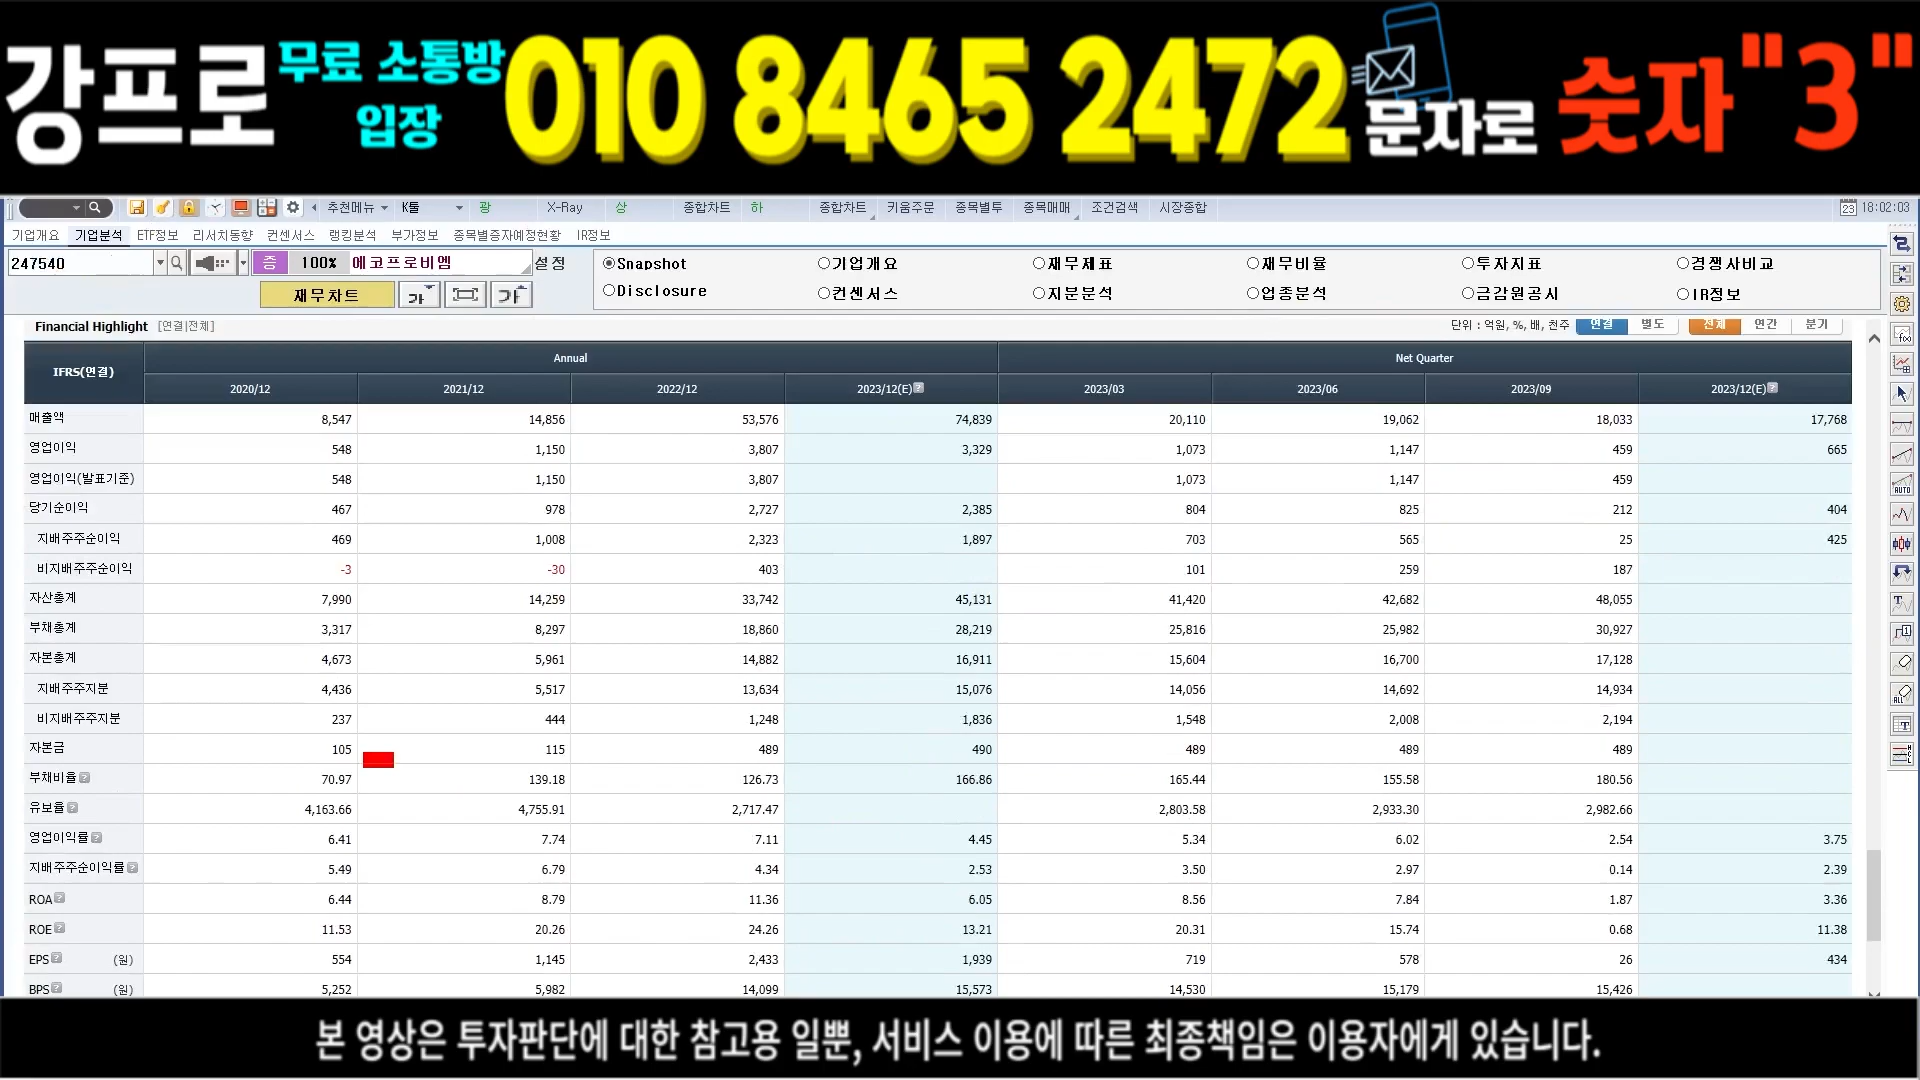 강프로 무료 소통방 입장 010 8465 2472 문자로 숫자"3"
추천메뉴 K툴 광 X-Ray 상 종합차트 하 종합차트 키움주문 종목별투 종목매매 조건검색 시장종합 23 18:02:03
기업개요 기업분석 ETF정보 리서치동향 컨센서스 랭킹분석 부가정보 종목별증자예정현황 IR정보
247540 증 100% 에코프로비엠 설정 Snapshot 기업개요 재무제표 재무비율 투자지표 경쟁사비교
재무차트 가 가 Disclosure 컨센서스 지분분석 업종분석 금감원공시 IR정보
Financial Highlight [연결|전체] 단위 : 억원, %, 배, 천주 연결 별도 전체 연간 분기
IFRS(연결) Annual Net Quarter
2020/12 2021/12 2022/12 2023/12(E) 2023/03 2023/06 2023/09 2023/12(E)
매출액 8,547 14,856 53,576 74,839 20,110 19,062 18,033 17,768
영업이익 548 1,150 3,807 3,329 1,073 1,147 459 665
영업이익(발표기준) 548 1,150 3,807 1,073 1,147 459
당기순이익 467 978 2,727 2,385 804 825 212 404
지배주주순이익 469 1,008 2,323 1,897 703 565 25 425
비지배주주순이익 -3 -30 403 101 259 187
자산총계 7,990 14,259 33,742 45,131 41,420 42,682 48,055
부채총계 3,317 8,297 18,860 28,219 25,816 25,982 30,927
자본총계 4,673 5,961 14,882 16,911 15,604 16,700 17,128
지배주주지분 4,436 5,517 13,634 15,076 14,056 14,692 14,934
비지배주주지분 237 444 1,248 1,836 1,548 2,008 2,194
자본금 105 115 489 490 489 489 489
부채비율 70.97 139.18 126.73 166.86 165.44 155.58 180.56
유보율 4,163.66 4,755.91 2,717.47 2,803.58 2,933.30 2,982.66
영업이익률 6.41 7.74 7.11 4.45 5.34 6.02 2.54 3.75
지배주주순이익률 5.49 6.79 4.34 2.53 3.50 2.97 0.14 2.39
ROA 6.44 8.79 11.36 6.05 8.56 7.84 1.87 3.36
ROE 11.53 20.26 24.26 13.21 20.31 15.74 0.68 11.38
EPS (원) 554 1,145 2,433 1,939 719 578 26 434
BPS (원) 5,252 5,982 14,099 15,573 14,530 15,179 15,426
본 영상은 투자판단에 대한 참고용 일뿐, 서비스 이용에 따른 최종책임은 이용자에게 있습니다.